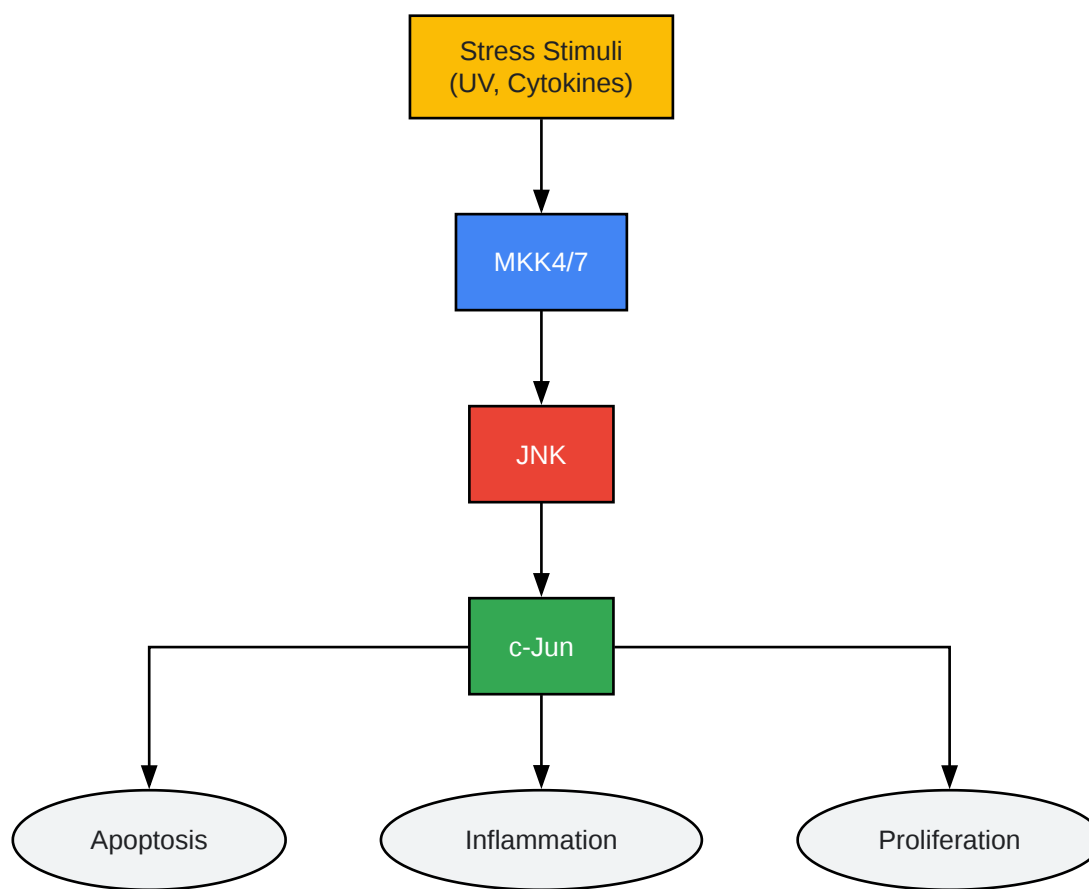 Stress Stimuli
(UV, Cytokines)
MKK4/7
JNK
c-Jun
Apoptosis
Inflammation
Proliferation